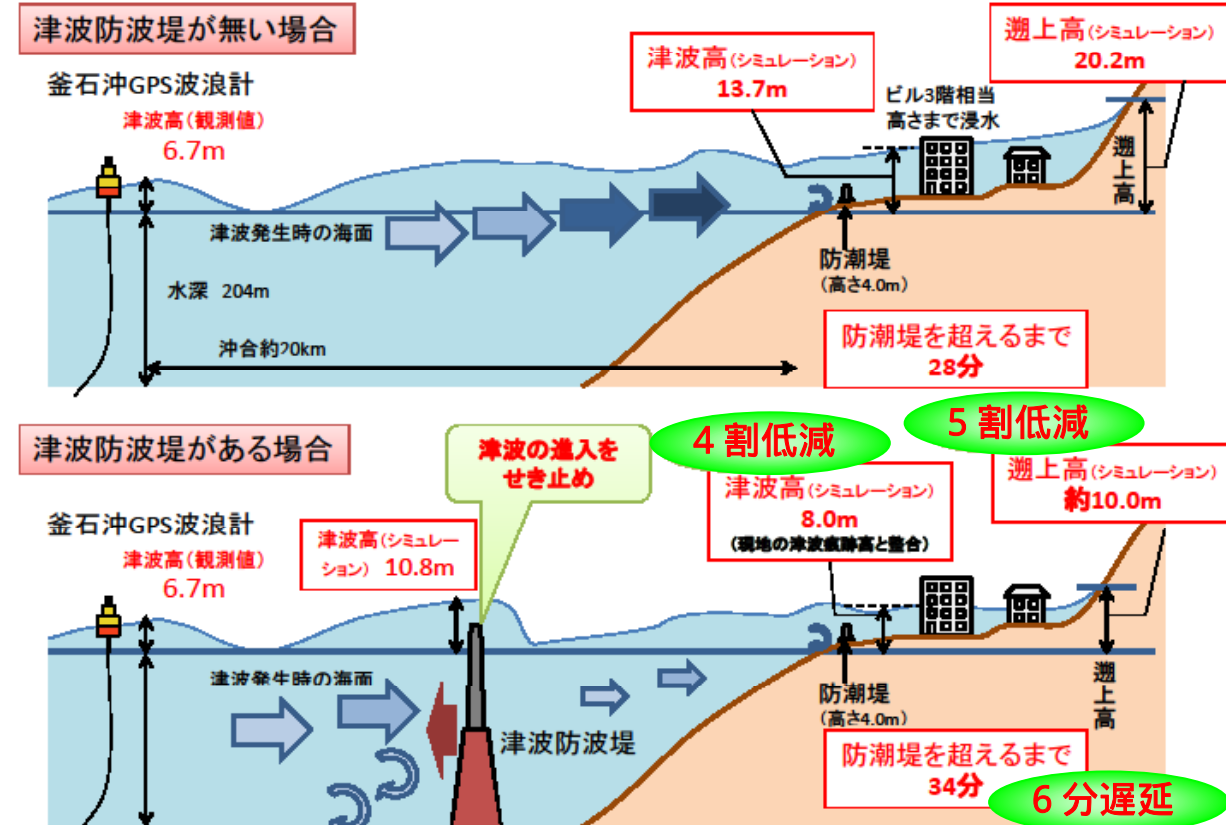 津波防波堤が無い場合
釜石沖GPS波浪計
津波高(観測値)
6.7m
津波高(シミュレーション)
13.7m
遡上高(シミュレーション)
20.2m
ビル3階相当
高さまで浸水
遡上高
津波発生時の海面
防潮堤
(高さ4.0m)
水深 204m
沖合約20km
防潮堤を超えるまで
28分
津波防波堤がある場合
津波の進入を
せき止め
4割低減
5割低減
釜石沖GPS波浪計
津波高(観測値)
6.7m
津波高(シミュレー
ション) 10.8m
津波高(シミュレーション)
8.0m
(現地の津波痕跡高と整合)
遡上高(シミュレーション)
約10.0m
津波発生時の海面
津波防波堤
防潮堤
(高さ4.0m)
遡上高
防潮堤を超えるまで
34分
6分遅延